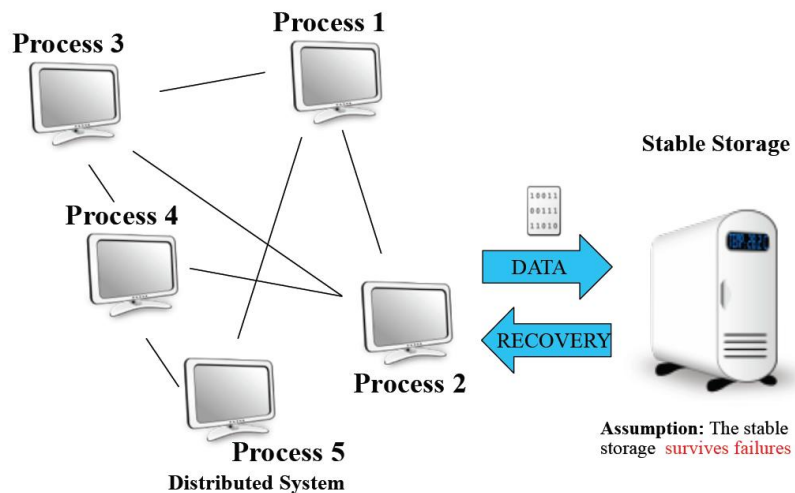 Process 1
Process 3
Stable Storage
10011
00111
11010
Process 4
DATA
RECOVERY
Process 2
Process 5
Distributed System
Assumption: The stable
storage survives failures